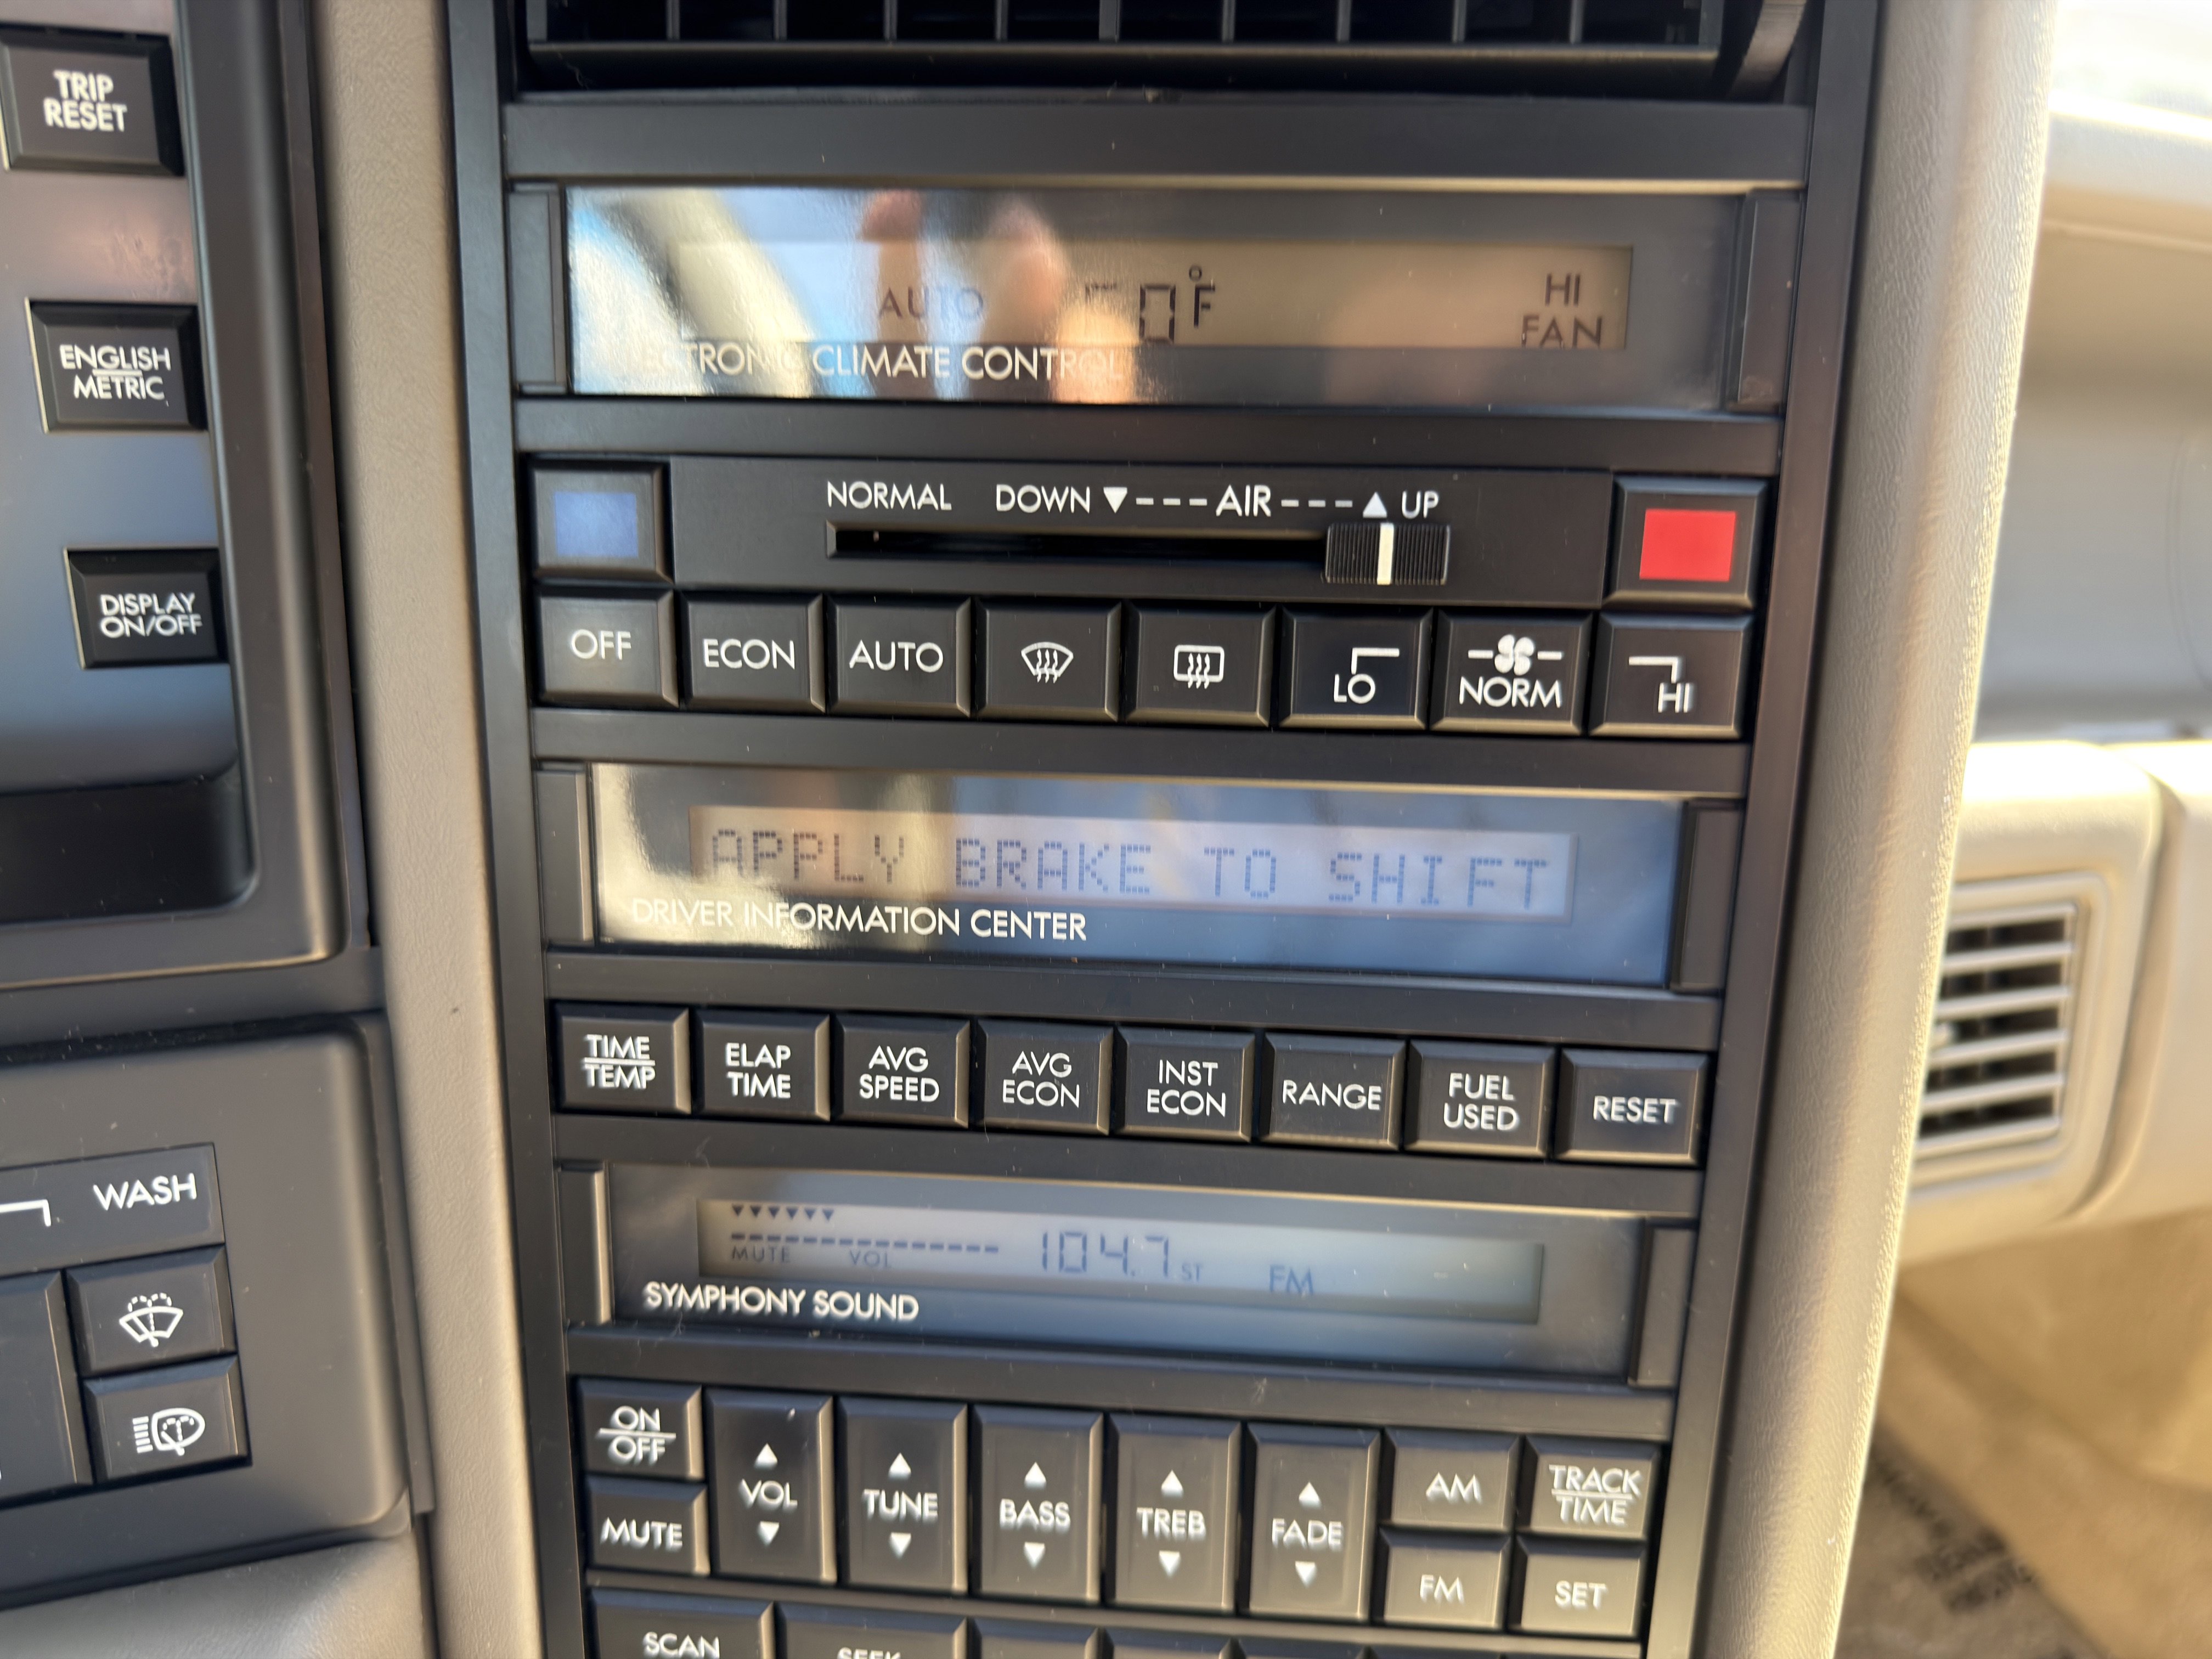 TRIP
RESET
ENGLISH
METRIC
DISPLAY
ON/OFF
WASH
AUTO
°F
HI
FAN
CLIMATE CONTROL
NORMAL DOWN ▼---AIR---▲ UP
OFF ECON AUTO LO NORM HI
APPLY BRAKE TO SHIFT
DRIVER INFORMATION CENTER
TIME
TEMP
ELAP
TIME
AVG
SPEED
AVG
ECON
INST
ECON
RANGE
FUEL
USED
RESET
MUTE VOL 104.7 ST FM
SYMPHONY SOUND
ON
OFF
MUTE
VOL
TUNE
BASS
TREB
FADE
AM
FM
TRACK
TIME
SET
SCAN
SEEK